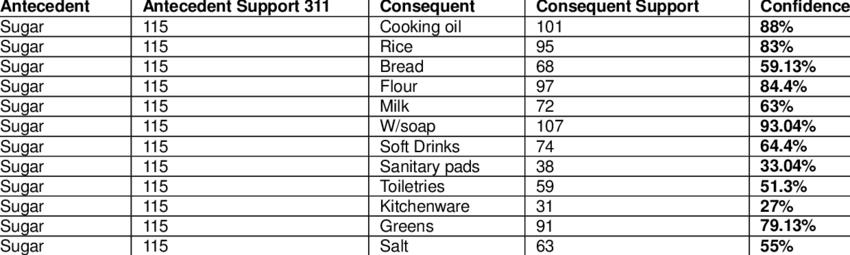 Antecedent Antecedent Support 311 Consequent Consequent Support Confidence
Sugar 115 Cooking oil 101 88%
Sugar 115 Rice 95 83%
Sugar 115 Bread 68 59.13%
Sugar 115 Flour 97 84.4%
Sugar 115 Milk 72 63%
Sugar 115 W/soap 107 93.04%
Sugar 115 Soft Drinks 74 64.4%
Sugar 115 Sanitary pads 38 33.04%
Sugar 115 Toiletries 59 51.3%
Sugar 115 Kitchenware 31 27%
Sugar 115 Greens 91 79.13%
Sugar 115 Salt 63 55%